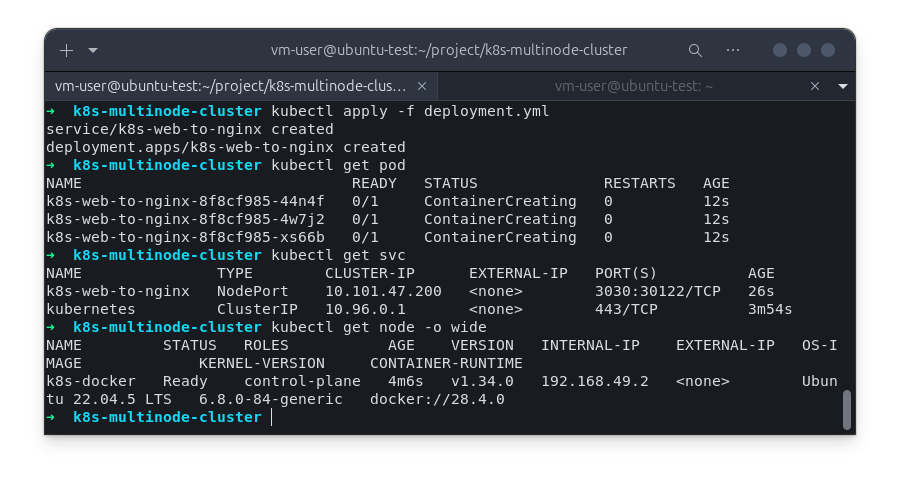 vm-user@ubuntu-test:~/project/k8s-multinode-cluster
vm-user@ubuntu-test:~/project/k8s-multinode-clus…
vm-user@ubuntu-test: ~
➜  k8s-multinode-cluster kubectl apply -f deployment.yml
service/k8s-web-to-nginx created
deployment.apps/k8s-web-to-nginx created
➜  k8s-multinode-cluster kubectl get pod
NAME                              READY   STATUS              RESTARTS   AGE
k8s-web-to-nginx-8f8cf985-44n4f   0/1     ContainerCreating   0          12s
k8s-web-to-nginx-8f8cf985-4w7j2   0/1     ContainerCreating   0          12s
k8s-web-to-nginx-8f8cf985-xs66b   0/1     ContainerCreating   0          12s
➜  k8s-multinode-cluster kubectl get svc
NAME               TYPE        CLUSTER-IP      EXTERNAL-IP   PORT(S)          AGE
k8s-web-to-nginx   NodePort    10.101.47.200   <none>        3030:30122/TCP   26s
kubernetes         ClusterIP   10.96.0.1       <none>        443/TCP          3m54s
➜  k8s-multinode-cluster kubectl get node -o wide
NAME         STATUS   ROLES           AGE    VERSION   INTERNAL-IP    EXTERNAL-IP   OS-I
MAGE             KERNEL-VERSION     CONTAINER-RUNTIME
k8s-docker   Ready    control-plane   4m6s   v1.34.0   192.168.49.2   <none>        Ubun
tu 22.04.5 LTS   6.8.0-84-generic   docker://28.4.0
➜  k8s-multinode-cluster